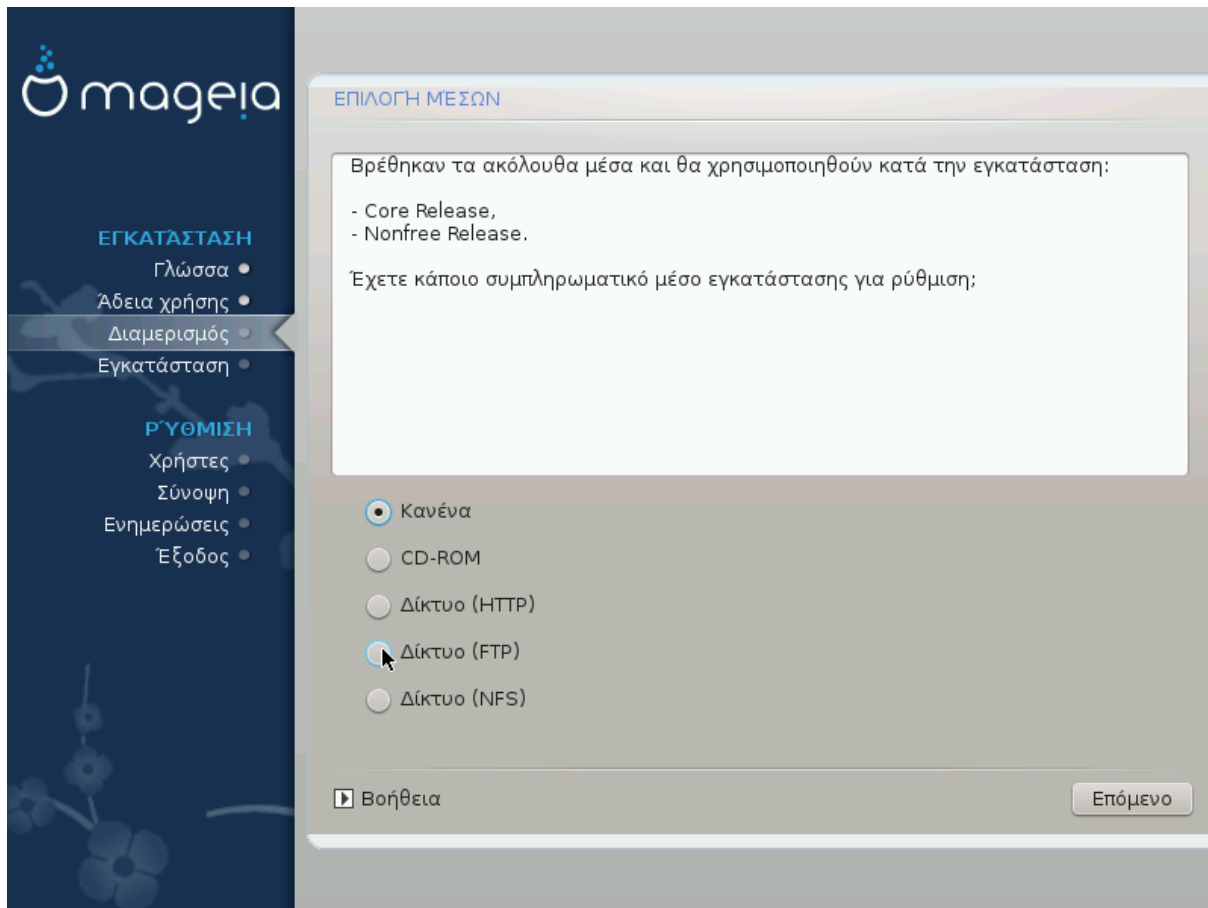 mageia
ΕΓΚΑΤΆΣΤΑΣΗ
Γλώσσα
Άδεια χρήσης
Διαμερισμός
Εγκατάσταση
ΡΎΘΜΙΣΗ
Χρήστες
Σύνοψη
Ενημερώσεις
Έξοδος
ΕΠΙΛΟΓΉ ΜΈΣΩΝ
Βρέθηκαν τα ακόλουθα μέσα και θα χρησιμοποιηθούν κατά την εγκατάσταση:
- Core Release,
- Nonfree Release.
Έχετε κάποιο συμπληρωματικό μέσο εγκατάστασης για ρύθμιση;
Κανένα
CD-ROM
Δίκτυο (HTTP)
Δίκτυο (FTP)
Δίκτυο (NFS)
Βοήθεια
Επόμενο